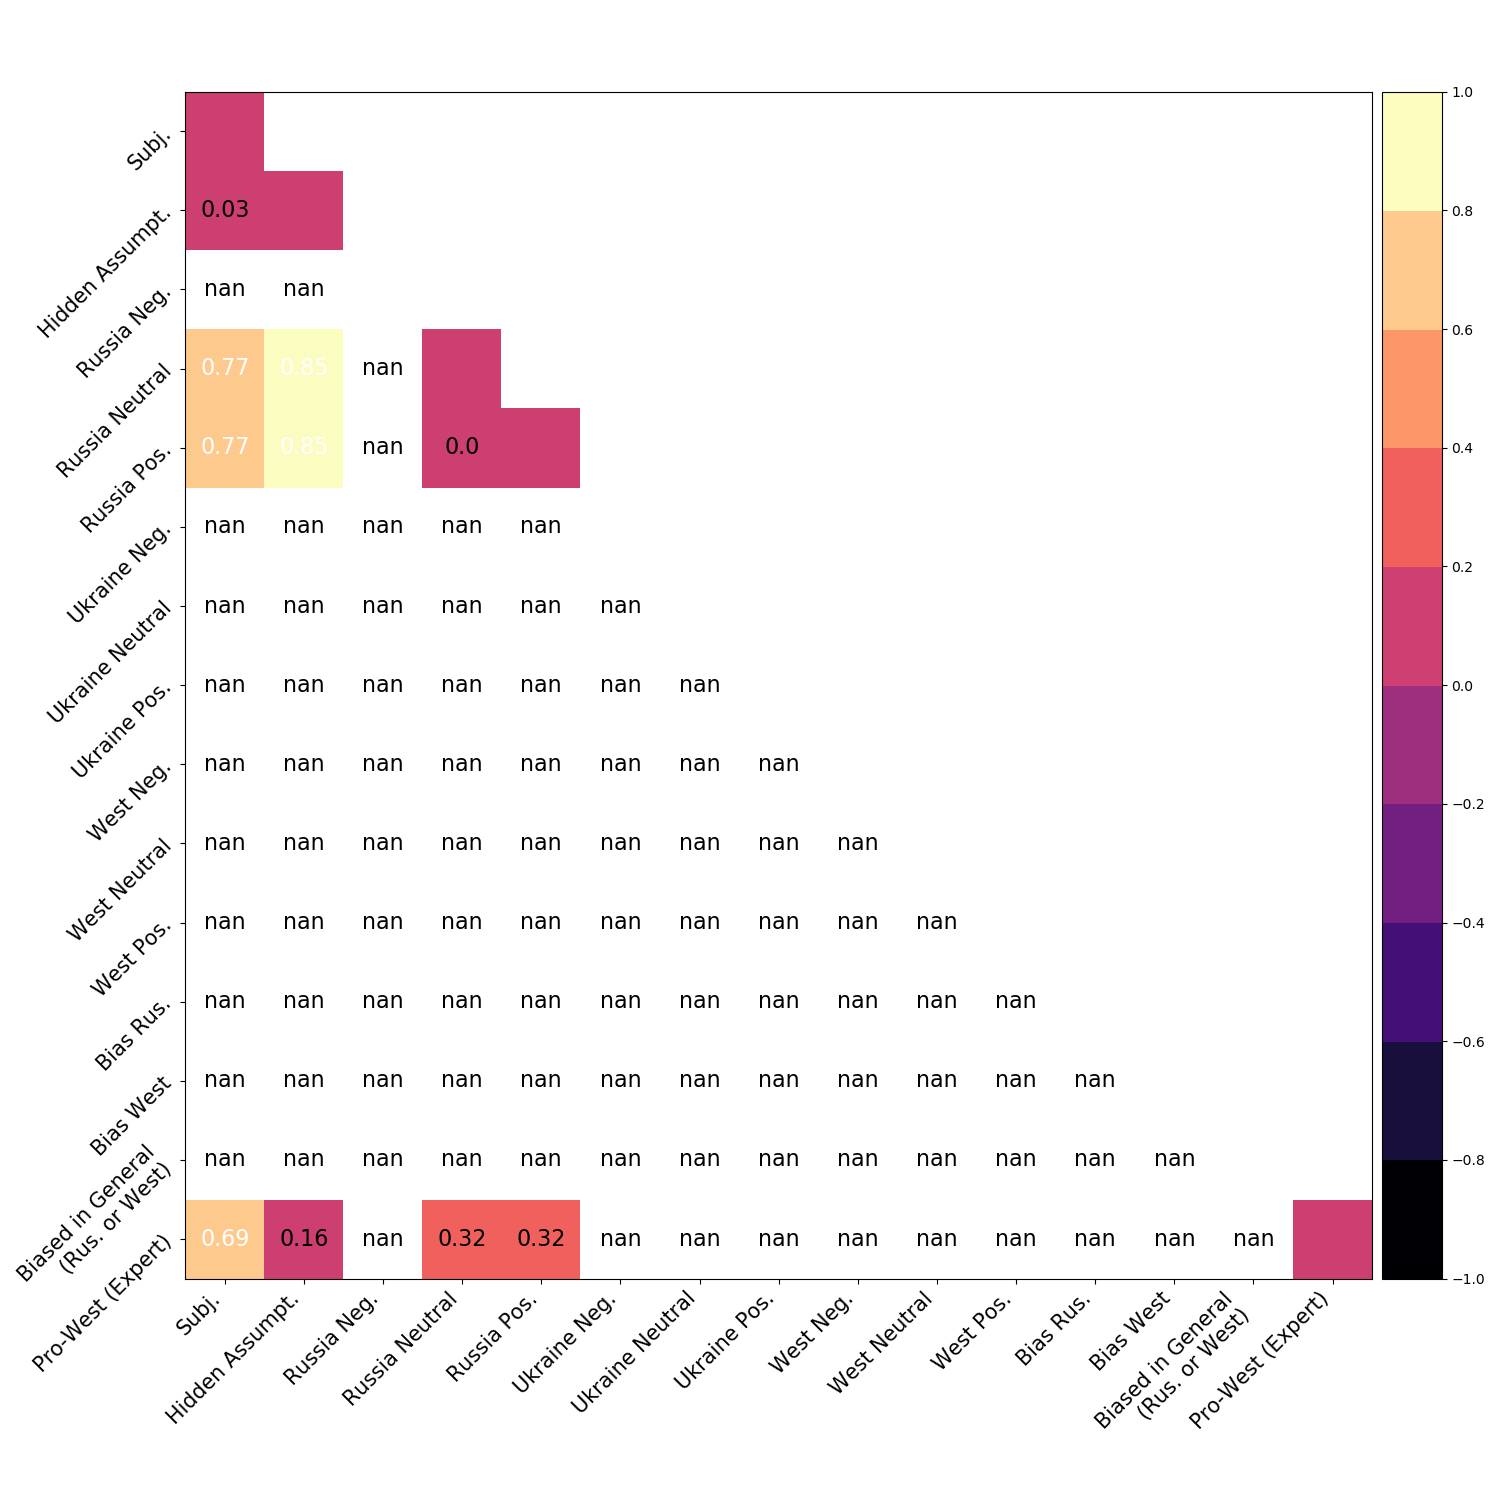 Subj.
Hidden Assumpt.
0.03
Russia Neg.
nan nan
Russia Neutral
0.77 0.85 nan
Russia Pos.
0.77 0.85 nan 0.0
Ukraine Neg.
nan nan nan nan nan
Ukraine Neutral
nan nan nan nan nan nan
Ukraine Pos.
nan nan nan nan nan nan nan
West Neg.
nan nan nan nan nan nan nan nan
West Neutral
nan nan nan nan nan nan nan nan nan
West Pos.
nan nan nan nan nan nan nan nan nan nan
Bias Rus.
nan nan nan nan nan nan nan nan nan nan nan
Bias West
nan nan nan nan nan nan nan nan nan nan nan nan
Biased in General
(Rus. or West)
nan nan nan nan nan nan nan nan nan nan nan nan nan
Pro-West (Expert)
0.69 0.16 nan 0.32 0.32 nan nan nan nan nan nan nan nan nan
Subj.
Hidden Assumpt.
Russia Neg.
Russia Neutral
Russia Pos.
Ukraine Neg.
Ukraine Neutral
Ukraine Pos.
West Neg.
West Neutral
West Pos.
Bias Rus.
Bias West
Biased in General
(Rus. or West)
Pro-West (Expert)
1.0
0.8
0.6
0.4
0.2
0.0
−0.2
−0.4
−0.6
−0.8
−1.0